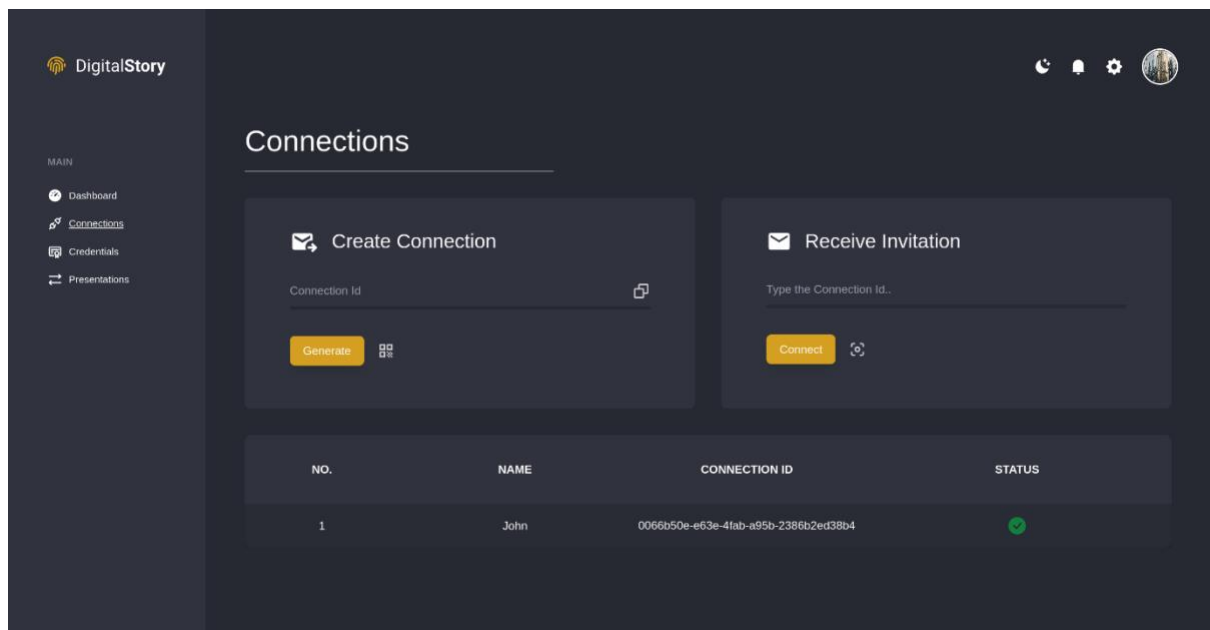 DigitalStory
MAIN
Dashboard
Connections
Credentials
Presentations
Connections
Create Connection
Connection Id
Generate
Receive Invitation
Type the Connection Id..
Connect
NO. NAME CONNECTION ID STATUS
1 John 0066b50e-e63e-4fab-a95b-2386b2ed38b4